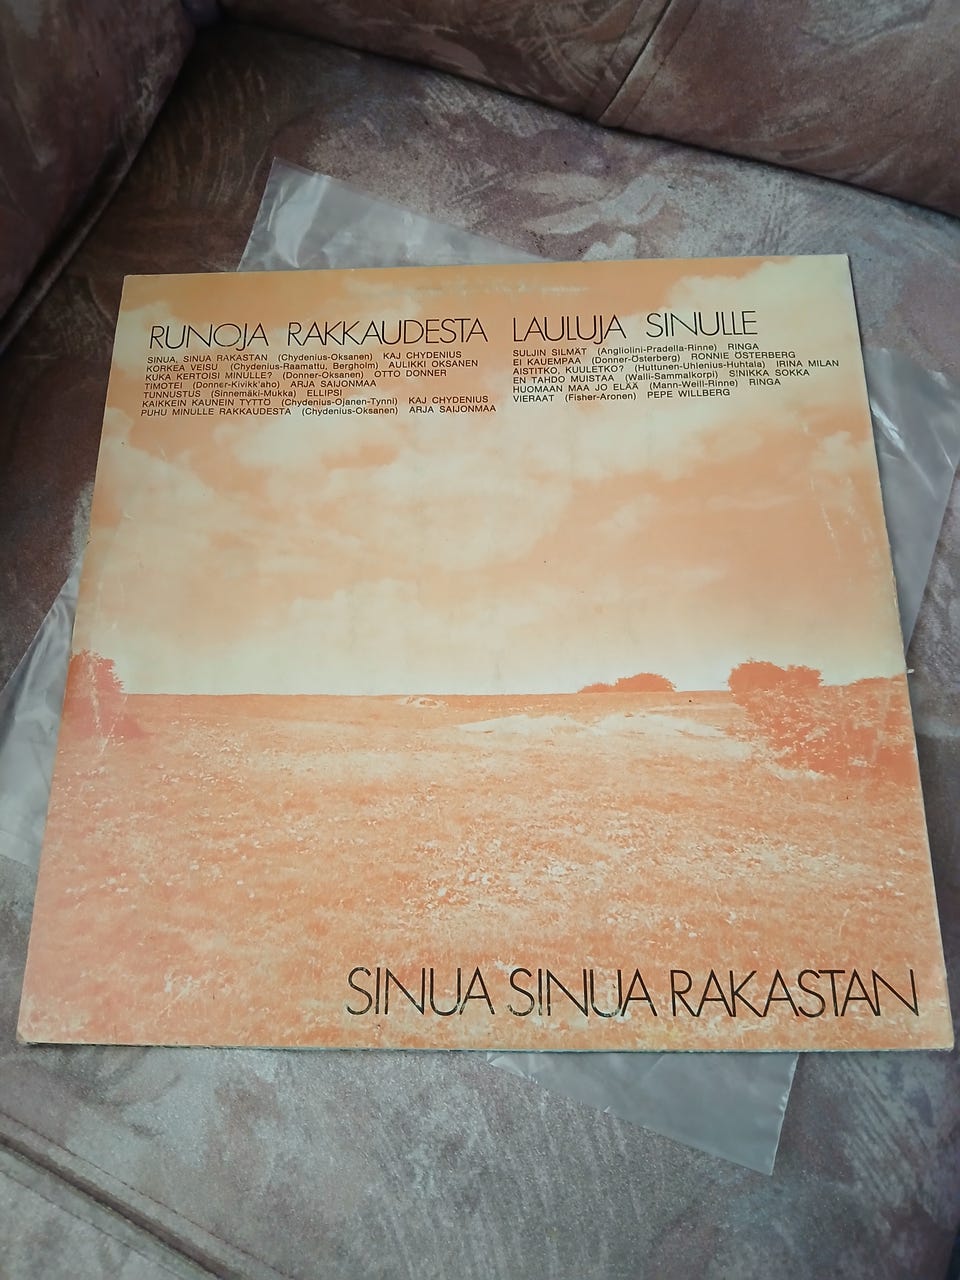 RUNOJA RAKKAUDESTA
SINUA, SINUA RAKASTAN (Chydenius-Oksanen) KAJ CHYDENIUS
KORKEA VEISU (Chydenius-Raamattu, Bergholm) AULIKKI OKSANEN
KUKA KERTOISI MINULLE? (Donner-Oksanen) OTTO DONNER
TIMOTEI (Donner-Kivikk'aho) ARJA SAIJONMAA
TUNNUSTUS (Sinnemäki-Mukka) ELLIPSI
KAIKKEIN KAUNEIN TYTTÖ (Chydenius-Ojanen-Tynni) KAJ CHYDENIUS
PUHU MINULLE RAKKAUDESTA (Chydenius-Oksanen) ARJA SAIJONMAA
LAULUJA SINULLE
SULJIN SILMÄT (Angliolini-Pradella-Rinne) RINGA
EI KAUEMPAA (Donner-Österberg) RONNIE ÖSTERBERG
AISTITKO, KUULETKO? (Huttunen-Uhlenius-Huhtala) IRINA MILAN
EN TAHDO MUISTAA (Walli-Sammalkorpi) SINIKKA SOKKA
HUOMAAN MAA JO ELÄÄ (Mann-Weill-Rinne) RINGA
VIERAAT (Fisher-Aronen) PEPE WILLBERG
SINUA SINUA RAKASTAN